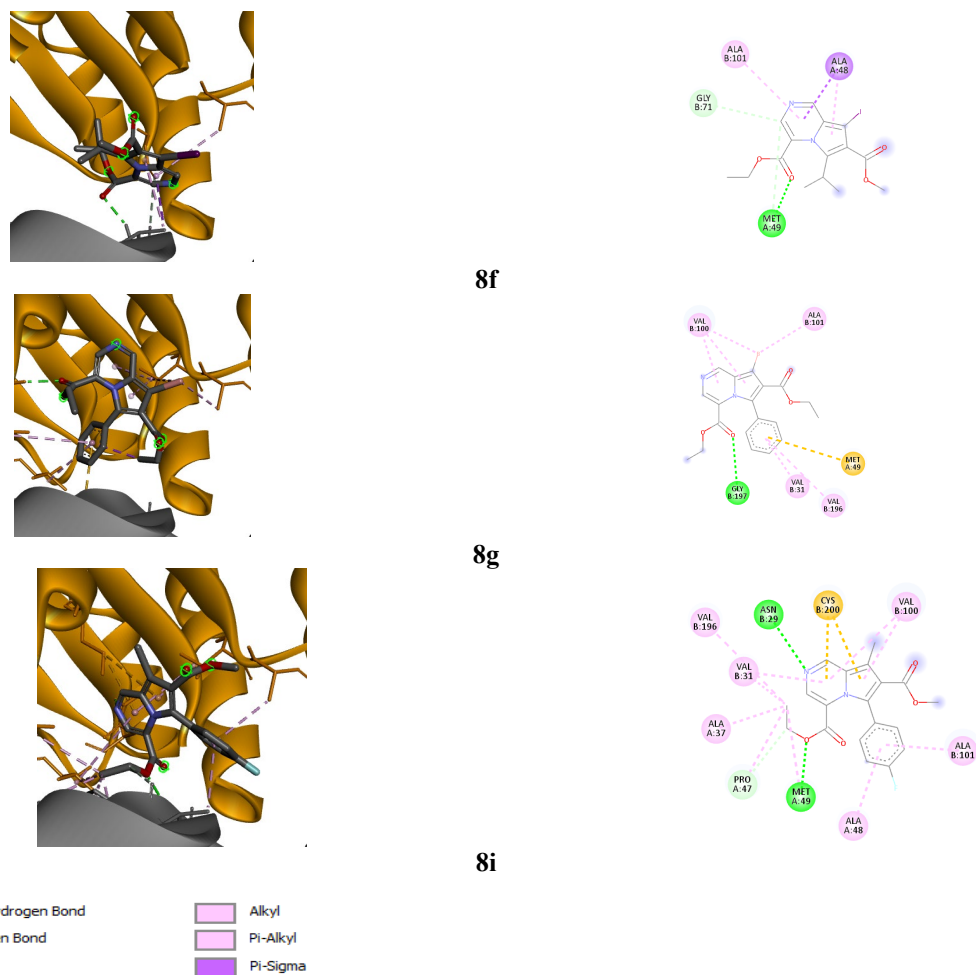 ALA
B:101
ALA
A:48
GLY
B:71
N
N
I
O
O
O
O
MET
A:49
8f
VAL
B:100
ALA
B:101
N
N
O
O
O
O
MET
A:49
GLY
B:197
VAL
B:31
VAL
B:196
8g
VAL
B:196
ASN
B:29
CYS
B:200
VAL
B:100
VAL
B:31
N
N
O
O
O
O
ALA
A:37
ALA
B:101
PRO
A:47
MET
A:49
ALA
A:48
8i
drogen Bond
Alkyl
en Bond
Pi-Alkyl
Pi-Sigma